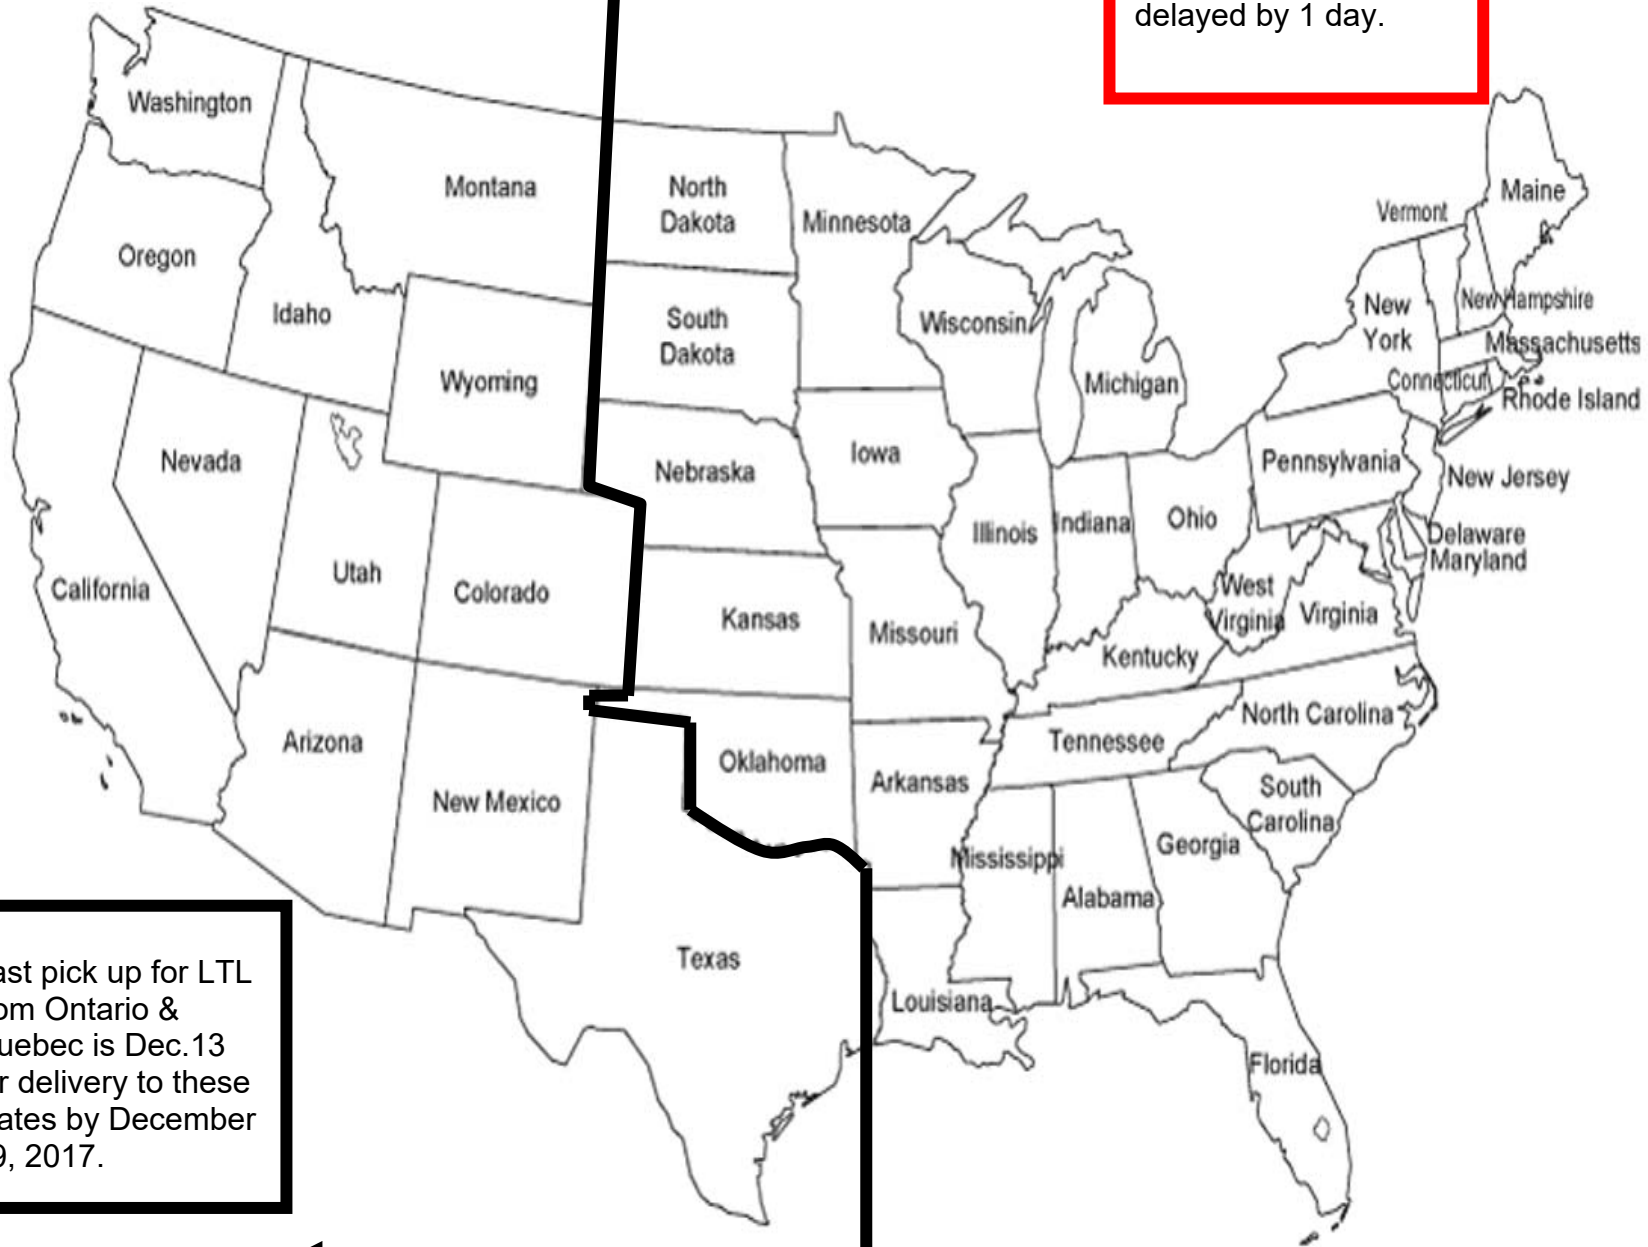 delayed by 1 day.
Washington
Montana
North
Dakota
Minnesota
Maine
Vermont
Oregon
Idaho
South
Dakota
Wisconsin
New
York
New Hampshire
Massachusetts
Wyoming
Michigan
Connecticut
Rhode Island
Nevada
Nebraska
Iowa
Pennsylvania
New Jersey
Illinois
Indiana
Ohio
Delaware
Maryland
California
Utah
Colorado
Kansas
Missouri
West
Virginia
Virginia
Kentucky
Arizona
New Mexico
Oklahoma
Arkansas
Tennessee
North Carolina
South
Carolina
Mississippi
Alabama
Georgia
Texas
Louisiana
Florida
ast pick up for LTL
om Ontario &
uebec is Dec.13
r delivery to these
ates by December
9, 2017.